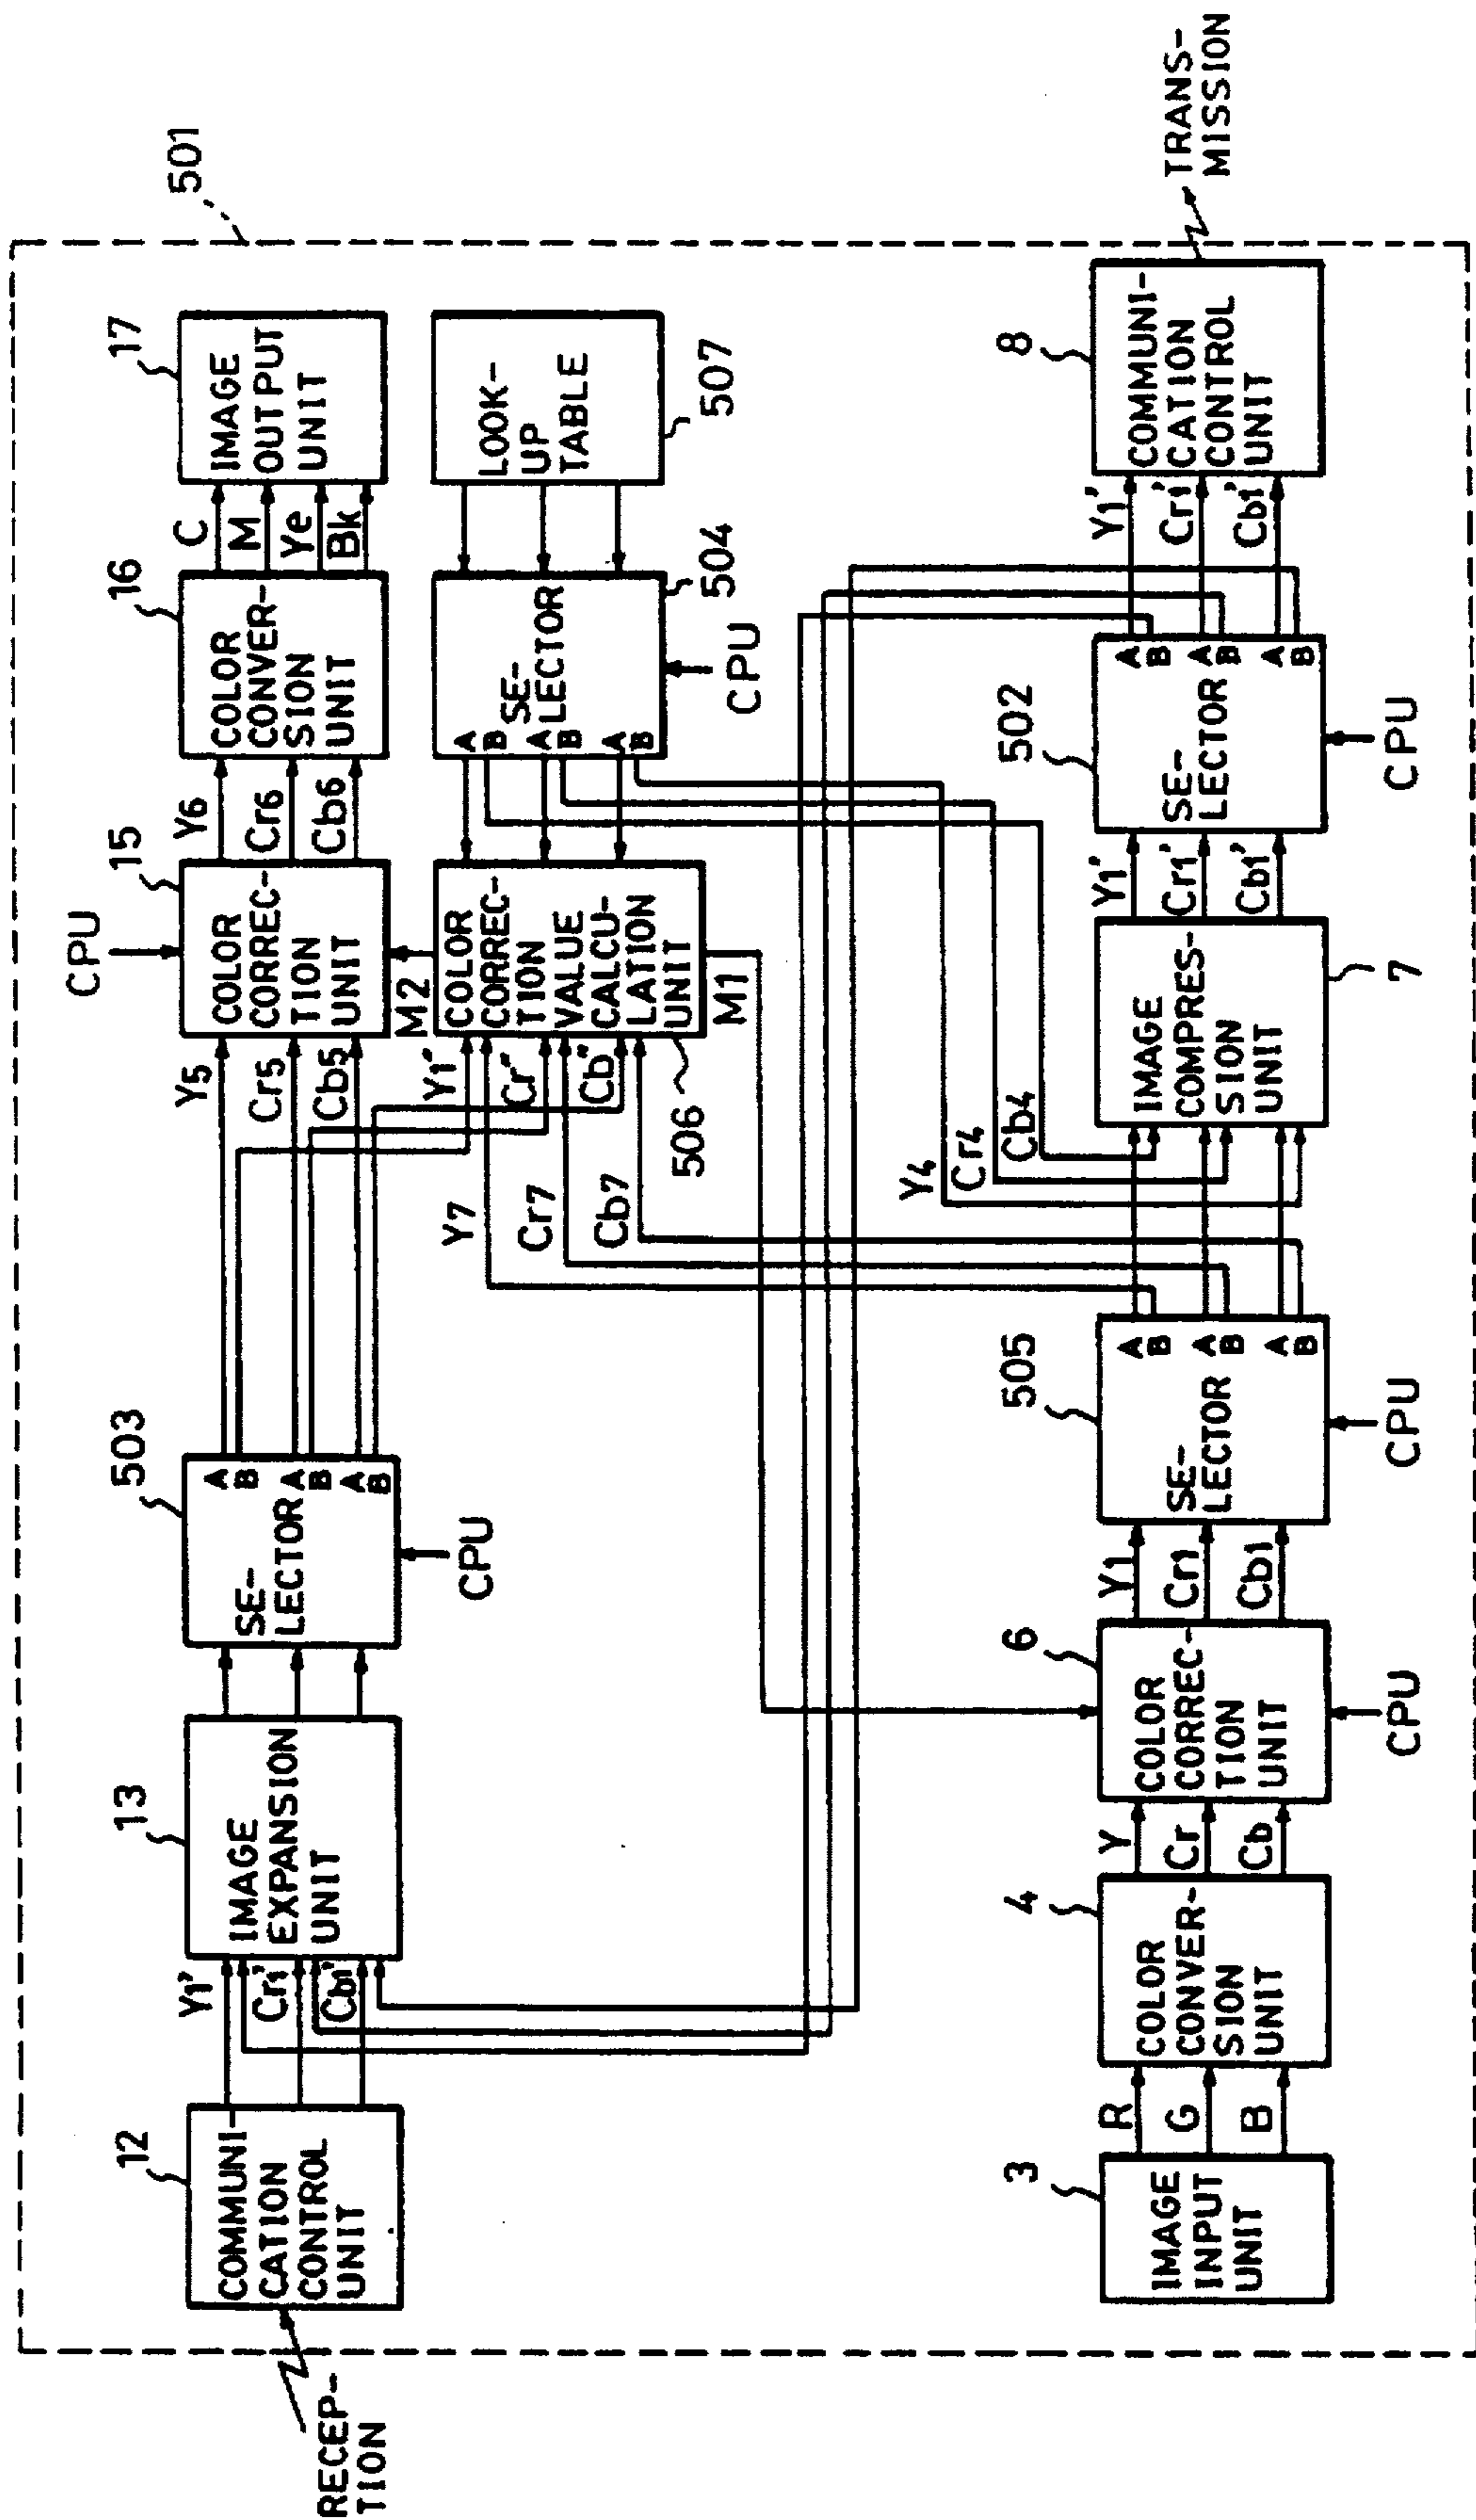 501
RECEP-
TION
12
COMMUNI-
CATION
CONTROL
UNIT
Y1'
Cr1'
Cb1'
13
IMAGE
EXPANSION
UNIT
503
SE-
LECTOR
A
B
A
B
A
B
CPU
Y5
Cr5
Cb5
CPU
15
COLOR
CORREC-
TION
UNIT
Y6
Cr6
Cb6
16
COLOR
CONVER-
SION
UNIT
C
M
Ye
Bk
17
IMAGE
OUTPUT
UNIT
M2
Y1"
Cr"
Cb"
Y7
Cr7
Cb7
506
COLOR
CORREC-
TION
VALUE
CALCU-
LATION
UNIT
M1
A
B
A
B
A
B
SE-
LECTOR
504
CPU
LOOK-
UP
TABLE
507
Y4
Cr4
Cb4
3
IMAGE
INPUT
UNIT
R
G
B
4
COLOR
CONVER-
SION
UNIT
Y
Cr
Cb
6
COLOR
CORREC-
TION
UNIT
CPU
Y1
Cr1
Cb1
505
SE-
LECTOR
A
B
A
B
A
B
CPU
IMAGE
COMPRES-
SION
UNIT
7
Y1'
Cr1'
Cb1'
502
SE-
LECTOR
A
B
A
B
A
B
CPU
Y1'
Cr1'
Cb1'
8
COMMUNI-
CATION
CONTROL
UNIT
TRANS-
MISSION